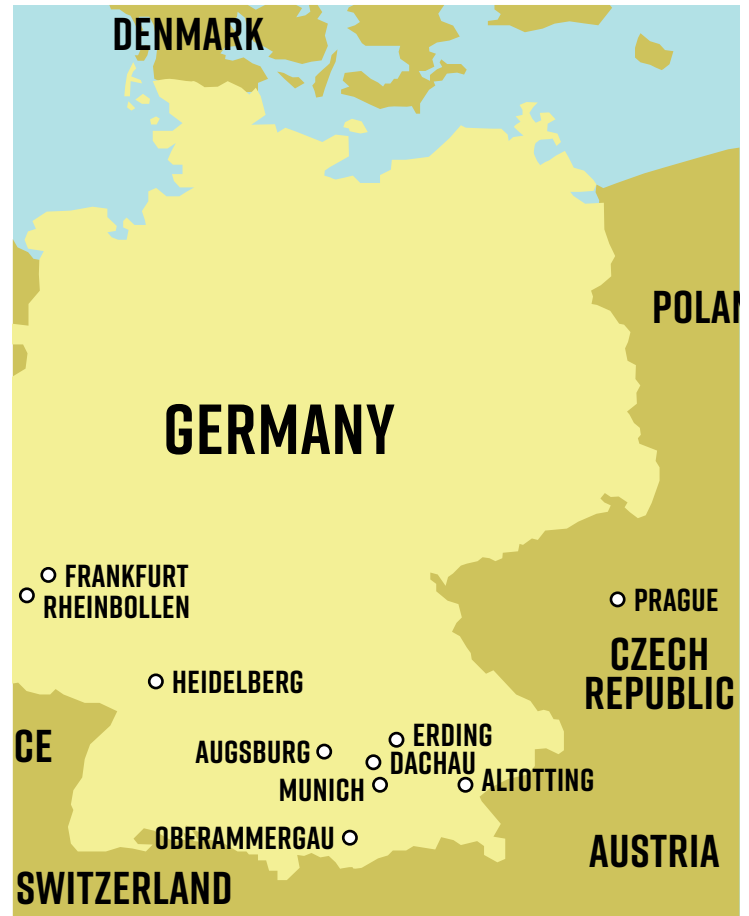 DENMARK
POLAN
GERMANY
FRANKFURT
RHEINBOLLEN
PRAGUE
CZECH
REPUBLIC
HEIDELBERG
CE
AUGSBURG
ERDING
DACHAU
MUNICH
ALTOTTING
OBERAMMERGAU
AUSTRIA
SWITZERLAND